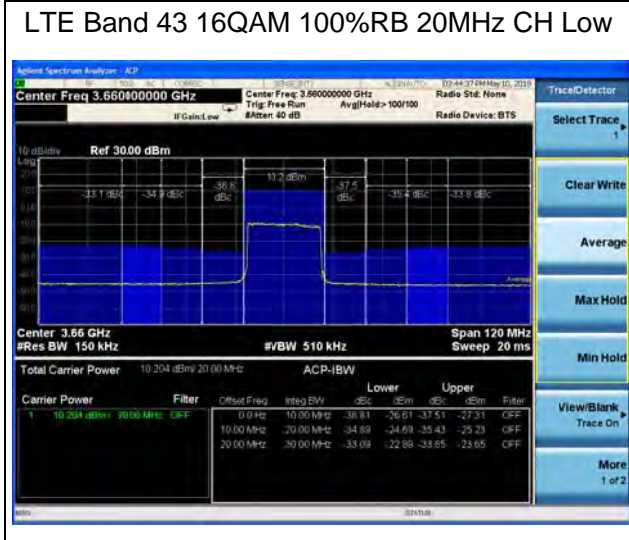 LTE Band 43 16QAM 100%RB 20MHz CH Low
Agilent Spectrum Analyzer - ACP
Center Freq 3.660000000 GHz
Center Freq: 3.660000000 GHz
Trig: Free Run Avg|Hold:>100/100
IFGain:Low #Atten: 40 dB
03:44:37 PM May 10, 2019
Radio Std: None
Radio Device: BTS
10 dB/div Ref 30.00 dBm
Log
-33.1 dBc -34.9 dBc -36.8 dBc -37.5 dBc -35.4 dBc -33.8 dBc
Center 3.66 GHz Span 120 MHz
#Res BW 150 kHz #VBW 510 kHz Sweep 20 ms
Total Carrier Power 10.204 dBm/ 20.00 MHz ACP-IBW
Lower Upper
Carrier Power Filter Offset Freq Integ BW dBc dBm dBc dBm Filter
1 20.00 MHz OFF
0.0 Hz 10.00 MHz -36.81 -26.61 -37.51 -27.31 OFF
10.00 MHz 20.00 MHz -34.89 -24.69 -35.43 -25.23 OFF
20.00 MHz 30.00 MHz -33.09 -22.89 -33.85 -23.65 OFF
MSG STATUS
Trace/Detector
Select Trace
1
Clear Write
Average
Max Hold
Min Hold
View/Blank
Trace On
More
1 of 2